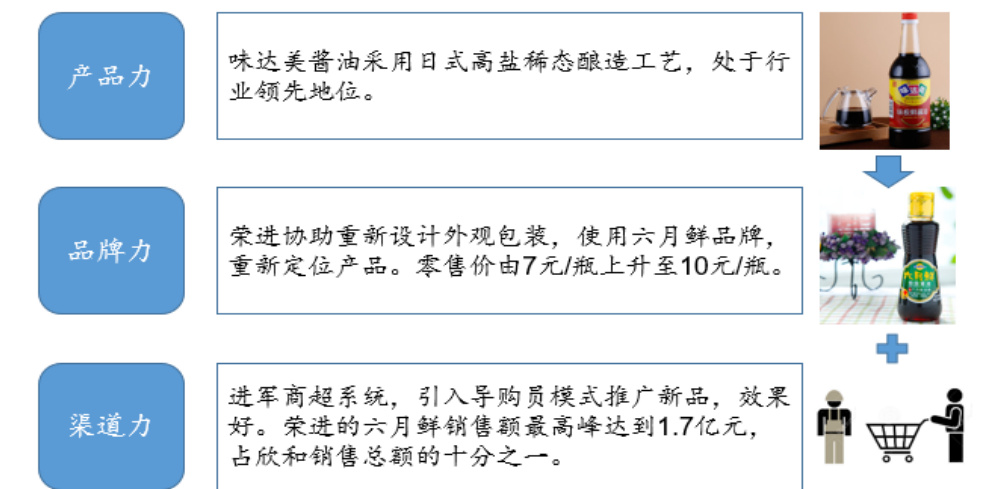 产品力
味达美酱油采用日式高盐稀态酿造工艺，处于行
业领先地位。
味达美
品牌力
荣进协助重新设计外观包装，使用六月鲜品牌，
重新定位产品。零售价由7元/瓶上升至10元/瓶。
六月鲜
渠道力
进军商超系统，引入导购员模式推广新品，效果
好。荣进的六月鲜销售额最高峰达到1.7亿元，
占欣和销售总额的十分之一。